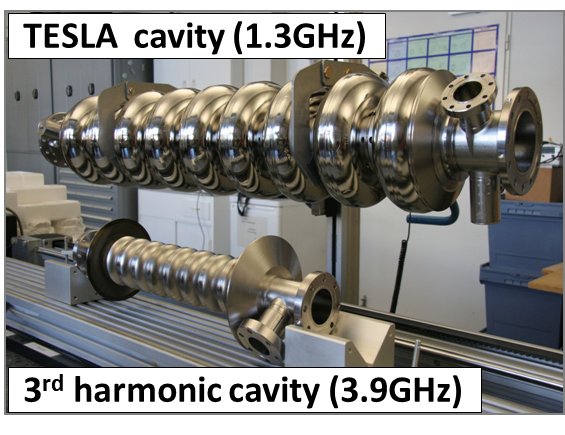 TESLA cavity (1.3GHz)
3rd harmonic cavity (3.9GHz)